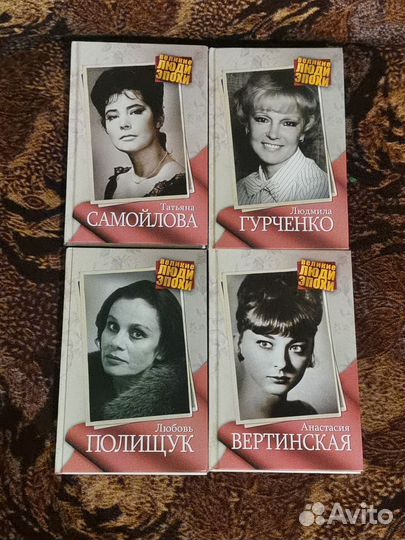 ВЕЛИКИЕ
ЛЮДИ
ЭПОХИ
Татьяна
САМОЙЛОВА
ВЕЛИКИЕ
ЛЮДИ
ЭПОХИ
Людмила
ГУРЧЕНКО
ВЕЛИКИЕ
ЛЮДИ
ЭПОХИ
Любовь
ПОЛИЩУК
ВЕЛИКИЕ
ЛЮДИ
ЭПОХИ
Анастасия
ВЕРТИНСКАЯ
Avito